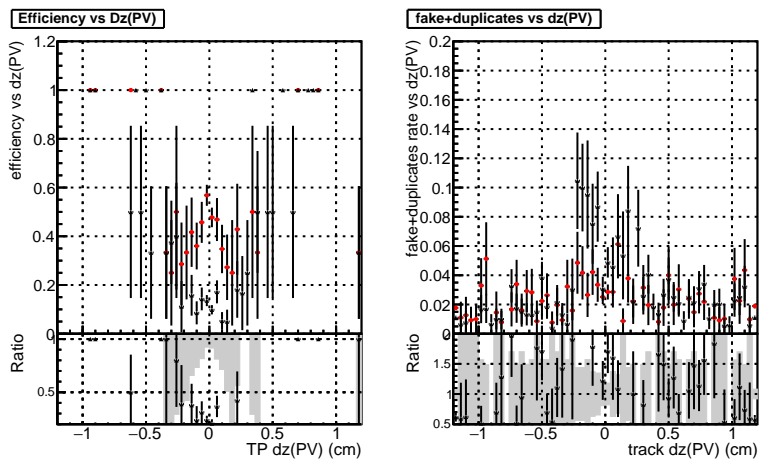 Efficiency vs Dz(PV)
efficiency vs dz(PV)
1.2
1
0.8
0.6
0.4
0.2
0
Ratio
1
0.5
−1 −0.5 0 0.5 1
TP dz(PV) (cm)
fake+duplicates vs dz(PV)
fake+duplicates rate vs dz(PV)
0.2
0.18
0.16
0.14
0.12
0.1
0.08
0.06
0.04
0.02
0
Ratio
2
1.5
1
0.5
−1 −0.5 0 0.5 1
track dz(PV) (cm)